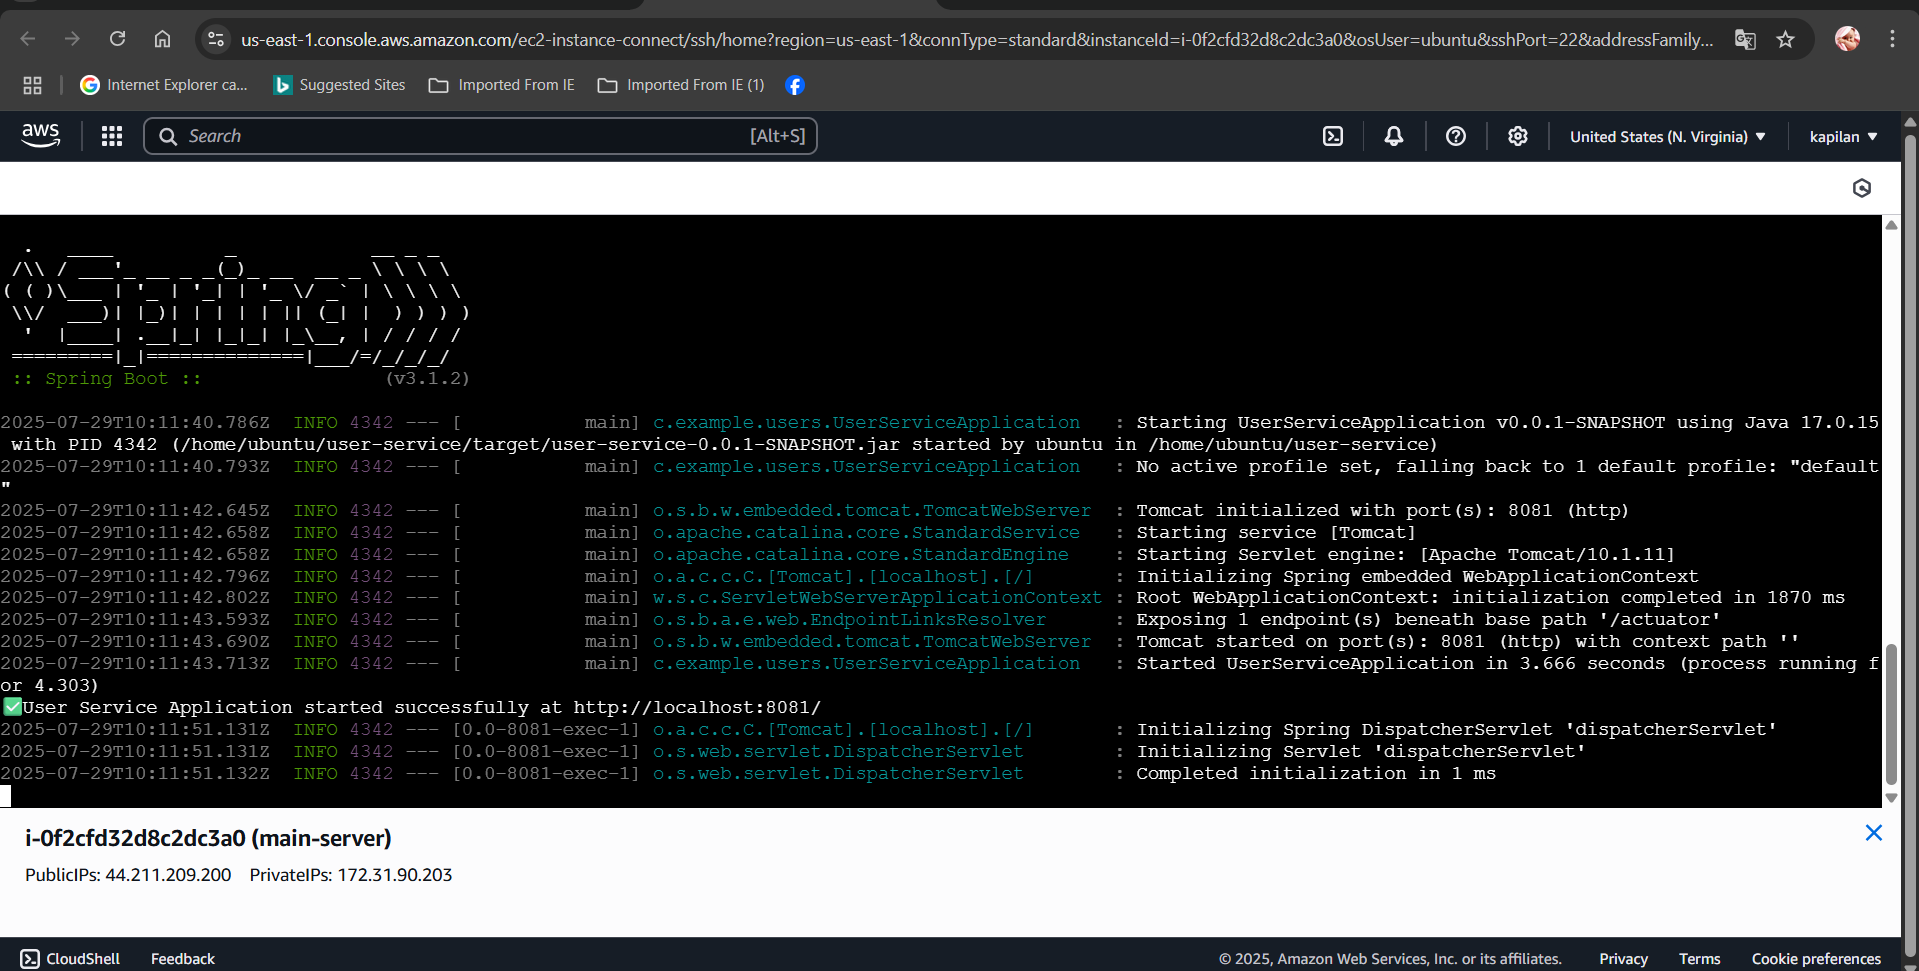 us-east-1.console.aws.amazon.com/ec2-instance-connect/ssh/home?region=us-east-1&connType=standard&instanceId=i-0f2cfd32d8c2dc3a0&osUser=ubuntu&sshPort=22&addressFamily...
Internet Explorer ca... Suggested Sites Imported From IE Imported From IE (1)
aws Search [Alt+S] United States (N. Virginia) kapilan
:: Spring Boot :: (v3.1.2)
2025-07-29T10:11:40.786Z INFO 4342 --- [ main] c.example.users.UserServiceApplication : Starting UserServiceApplication v0.0.1-SNAPSHOT using Java 17.0.15
with PID 4342 (/home/ubuntu/user-service/target/user-service-0.0.1-SNAPSHOT.jar started by ubuntu in /home/ubuntu/user-service)
2025-07-29T10:11:40.793Z INFO 4342 --- [ main] c.example.users.UserServiceApplication : No active profile set, falling back to 1 default profile: "default
"
2025-07-29T10:11:42.645Z INFO 4342 --- [ main] o.s.b.w.embedded.tomcat.TomcatWebServer : Tomcat initialized with port(s): 8081 (http)
2025-07-29T10:11:42.658Z INFO 4342 --- [ main] o.apache.catalina.core.StandardService : Starting service [Tomcat]
2025-07-29T10:11:42.658Z INFO 4342 --- [ main] o.apache.catalina.core.StandardEngine : Starting Servlet engine: [Apache Tomcat/10.1.11]
2025-07-29T10:11:42.796Z INFO 4342 --- [ main] o.a.c.c.C.[Tomcat].[localhost].[/] : Initializing Spring embedded WebApplicationContext
2025-07-29T10:11:42.802Z INFO 4342 --- [ main] w.s.c.ServletWebServerApplicationContext : Root WebApplicationContext: initialization completed in 1870 ms
2025-07-29T10:11:43.593Z INFO 4342 --- [ main] o.s.b.a.e.web.EndpointLinksResolver : Exposing 1 endpoint(s) beneath base path '/actuator'
2025-07-29T10:11:43.690Z INFO 4342 --- [ main] o.s.b.w.embedded.tomcat.TomcatWebServer : Tomcat started on port(s): 8081 (http) with context path ''
2025-07-29T10:11:43.713Z INFO 4342 --- [ main] c.example.users.UserServiceApplication : Started UserServiceApplication in 3.666 seconds (process running f
or 4.303)
✅User Service Application started successfully at http://localhost:8081/
2025-07-29T10:11:51.131Z INFO 4342 --- [0.0-8081-exec-1] o.a.c.c.C.[Tomcat].[localhost].[/] : Initializing Spring DispatcherServlet 'dispatcherServlet'
2025-07-29T10:11:51.131Z INFO 4342 --- [0.0-8081-exec-1] o.s.web.servlet.DispatcherServlet : Initializing Servlet 'dispatcherServlet'
2025-07-29T10:11:51.132Z INFO 4342 --- [0.0-8081-exec-1] o.s.web.servlet.DispatcherServlet : Completed initialization in 1 ms
i-0f2cfd32d8c2dc3a0 (main-server)
PublicIPs: 44.211.209.200 PrivateIPs: 172.31.90.203
CloudShell Feedback © 2025, Amazon Web Services, Inc. or its affiliates. Privacy Terms Cookie preferences